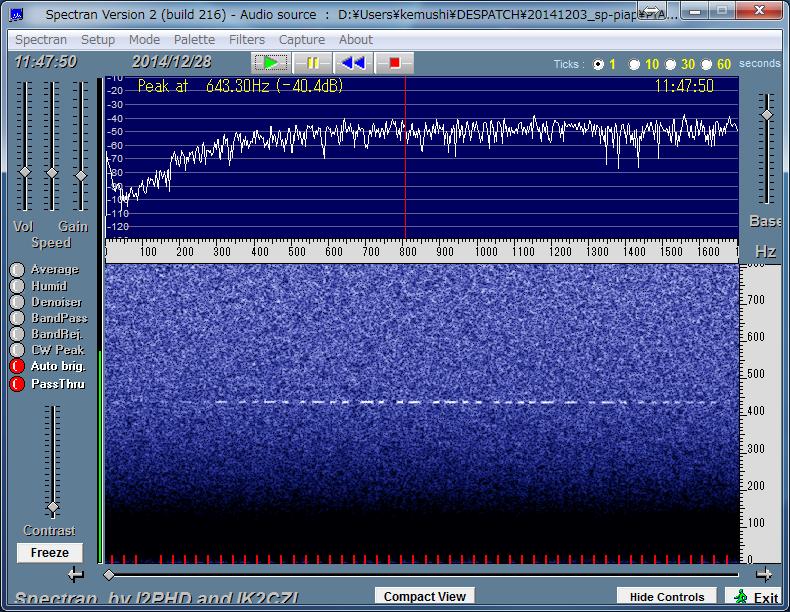 Spectran Version 2 (build 216) - Audio source : D:¥Users¥kemushi¥DESPATCH¥20141203_sp-piap
Spectran Setup Mode Palette Filters Capture About
11:47:50 2014/12/28 Ticks : 1 10 30 60 seconds
Peak at 643.30Hz (-40.4dB) 11:47:50
-10
-20
-30
-40
-50
-60
-70
-80
-90
-100
-110
-120
Vol Gain
Speed
Base
100 200 300 400 500 600 700 800 900 1000 1100 1200 1300 1400 1500 1600 Hz
Average
Humid
Denoiser
BandPass
BandRej.
CW Peak
Auto brig.
PassThru
700
600
500
400
300
200
100
0
Contrast
Freeze
Spectran by I2PHD and IK2CZL
Compact View
Hide Controls
Exit